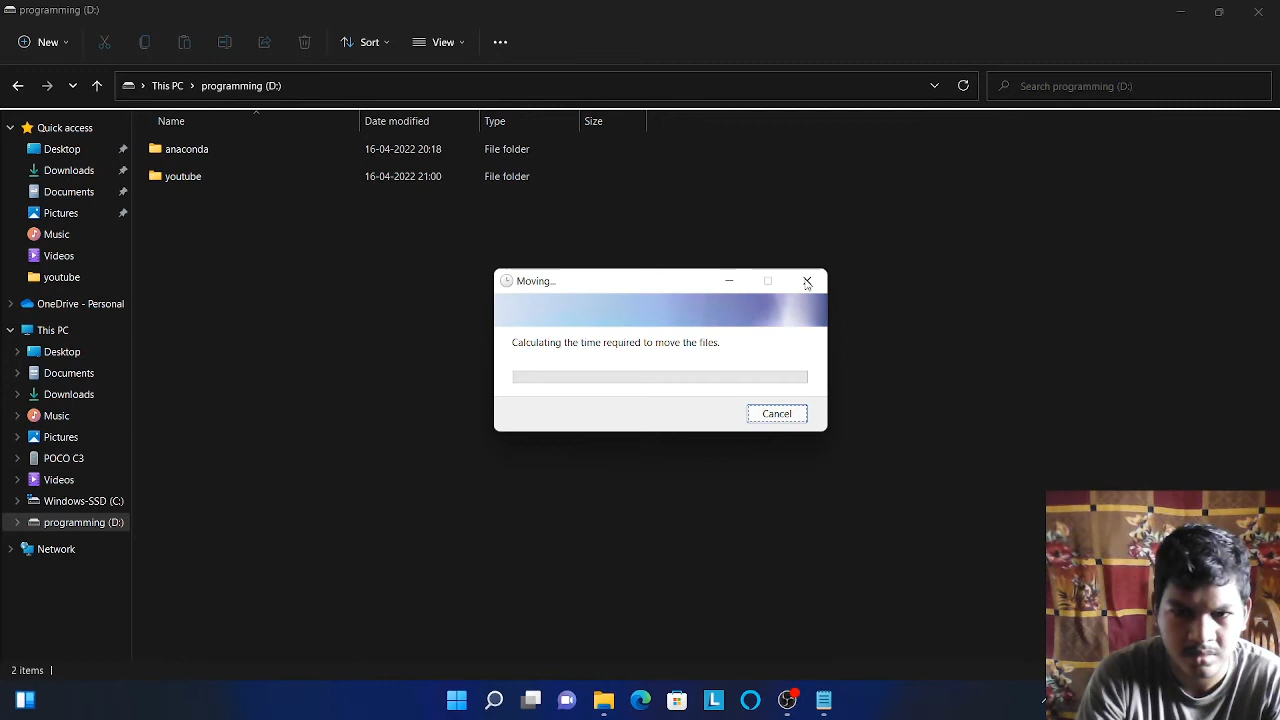 programming (D:)
New Sort View
This PC programming (D:) Search programming (D:)
Name Date modified Type Size
Quick access
Desktop
Downloads
Documents
Pictures
Music
Videos
youtube
OneDrive - Personal
This PC
Desktop
Documents
Downloads
Music
Pictures
POCO C3
Videos
Windows-SSD (C:)
programming (D:)
Network
anaconda 16-04-2022 20:18 File folder
youtube 16-04-2022 21:00 File folder
Moving...
Calculating the time required to move the files.
Cancel
2 items
L